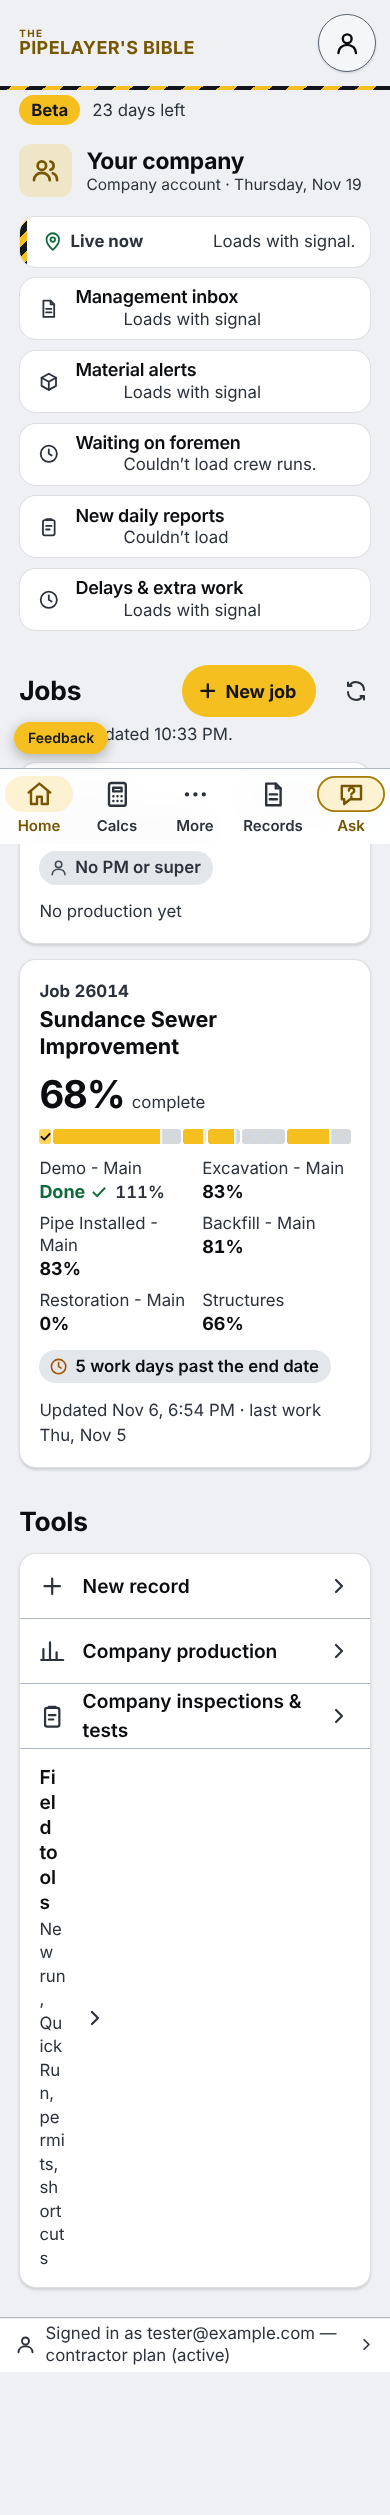 THE
PIPELAYER'S BIBLE
Beta 23 days left
Your company
Company account · Thursday, Nov 19
Live now Loads with signal.
Management inbox
Loads with signal
Material alerts
Loads with signal
Waiting on foremen
Couldn’t load crew runs.
New daily reports
Couldn’t load
Delays & extra work
Loads with signal
Jobs
+ New job
Feedback
dated 10:33 PM.
Home Calcs More Records Ask
No PM or super
No production yet
Job 26014
Sundance Sewer
Improvement
68% complete
Demo - Main
Done ✓ 111%
Excavation - Main
83%
Pipe Installed -
Main
83%
Backfill - Main
81%
Restoration - Main
0%
Structures
66%
5 work days past the end date
Updated Nov 6, 6:54 PM · last work
Thu, Nov 5
Tools
New record
Company production
Company inspections &
tests
Fi
el
d
to
ol
s
Ne
w
run
,
Qu
ick
Ru
n,
pe
rmi
ts,
sh
ort
cut
s
Signed in as tester@example.com —
contractor plan (active)